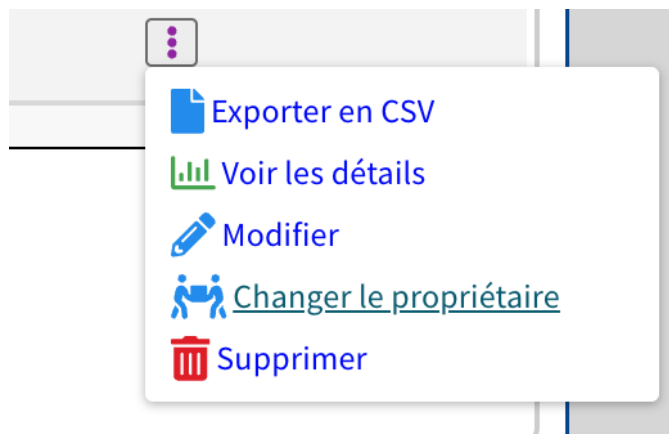 Exporter en CSV
Voir les détails
Modifier
Changer le propriétaire
Supprimer